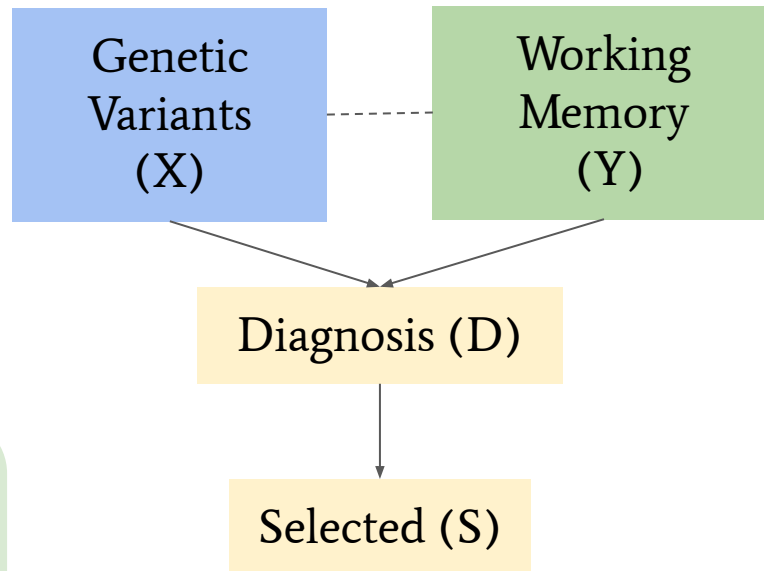 Genetic
Variants
(X)
Working
Memory
(Y)
Diagnosis (D)
Selected (S)